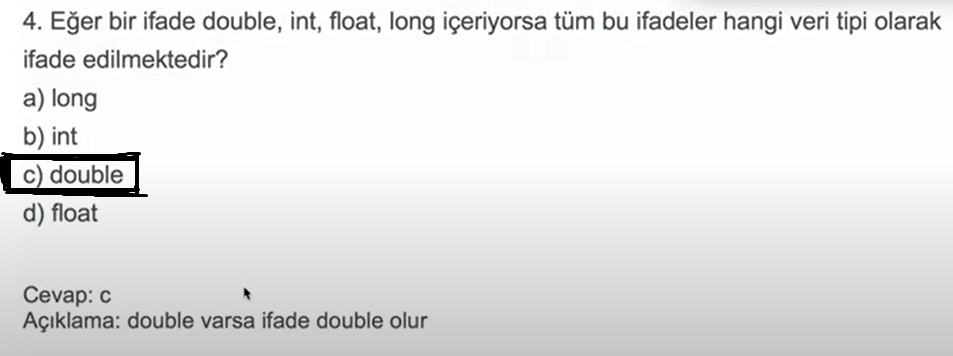 4. Eğer bir ifade double, int, float, long içeriyorsa tüm bu ifadeler hangi veri tipi olarak
ifade edilmektedir?
a) long
b) int
c) double
d) float
Cevap: c
Açıklama: double varsa ifade double olur